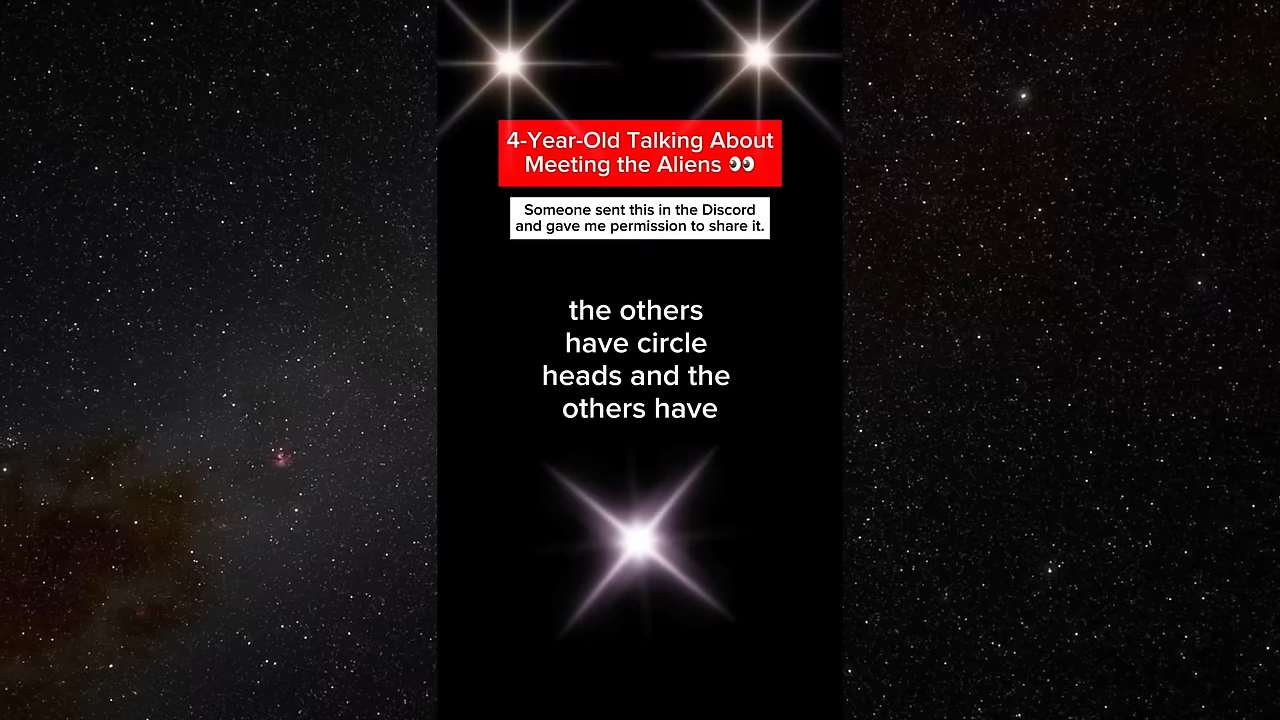 4-Year-Old Talking About
Meeting the Aliens 👀
Someone sent this in the Discord
and gave me permission to share it.
the others
have circle
heads and the
others have